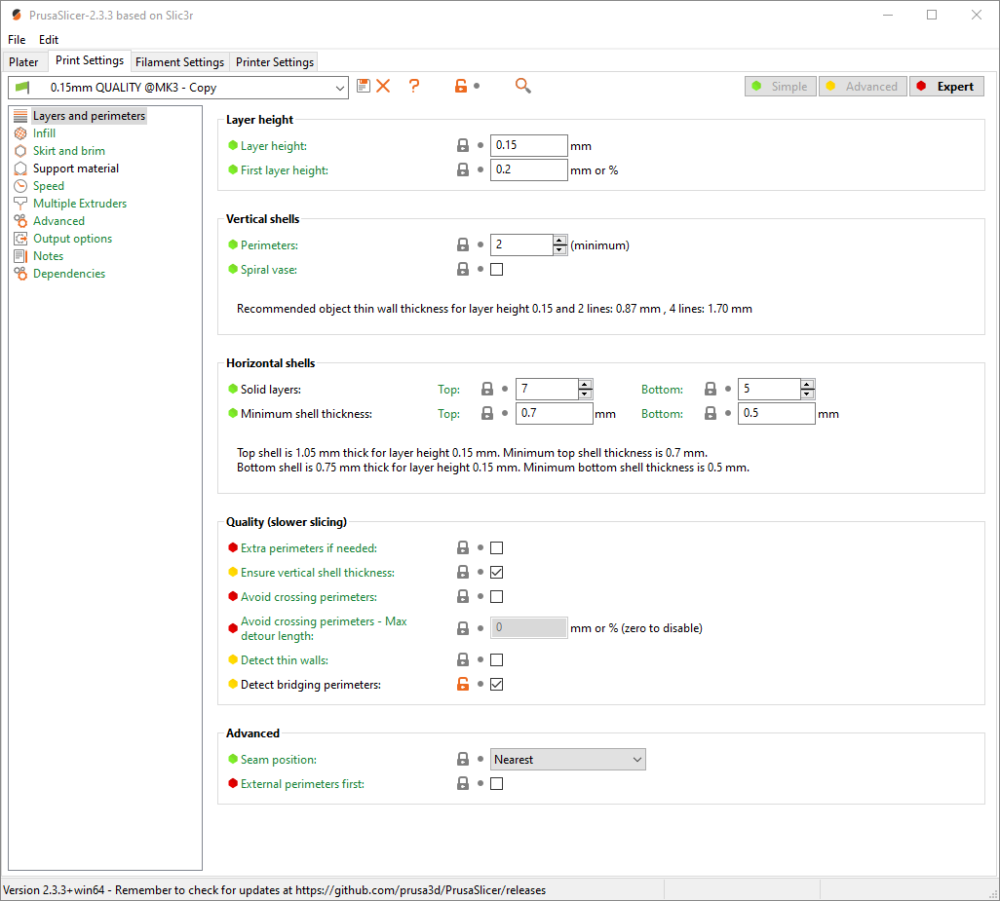 PrusaSlicer-2.3.3 based on Slic3r
File Edit
Plater Print Settings Filament Settings Printer Settings
0.15mm QUALITY @MK3 - Copy ? Simple Advanced Expert
Layers and perimeters
Infill
Skirt and brim
Support material
Speed
Multiple Extruders
Advanced
Output options
Notes
Dependencies
Layer height
Layer height: 0.15 mm
First layer height: 0.2 mm or %
Vertical shells
Perimeters: 2 (minimum)
Spiral vase:
Recommended object thin wall thickness for layer height 0.15 and 2 lines: 0.87 mm , 4 lines: 1.70 mm
Horizontal shells
Solid layers: Top: 7 Bottom: 5
Minimum shell thickness: Top: 0.7 mm Bottom: 0.5 mm
Top shell is 1.05 mm thick for layer height 0.15 mm. Minimum top shell thickness is 0.7 mm.
Bottom shell is 0.75 mm thick for layer height 0.15 mm. Minimum bottom shell thickness is 0.5 mm.
Quality (slower slicing)
Extra perimeters if needed:
Ensure vertical shell thickness:
Avoid crossing perimeters:
Avoid crossing perimeters - Max
detour length: 0 mm or % (zero to disable)
Detect thin walls:
Detect bridging perimeters:
Advanced
Seam position: Nearest
External perimeters first:
Version 2.3.3+win64 - Remember to check for updates at https://github.com/prusa3d/PrusaSlicer/releases